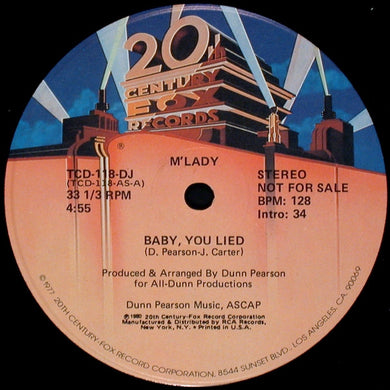 20th
CENTURY
FOX
RECORDS
®
M'LADY
TCD-118-DJ
(TCD-118-AS-A)
33 1/3 RPM
4:55
STEREO
NOT FOR SALE
BPM: 128
Intro: 34
BABY, YOU LIED
(D. Pearson-J. Carter)
Produced & Arranged By Dunn Pearson
for All-Dunn Productions
Dunn Pearson Music, ASCAP
℗ 1980 20th Century-Fox Record Corporation
Manufactured & Distributed by RCA Records,
New York, N.Y. • Printed in U.S.A.
©1977 20TH CENTURY-FOX RECORD CORPORATION, 8544 SUNSET BLVD., LOS ANGELES, CA. 90069